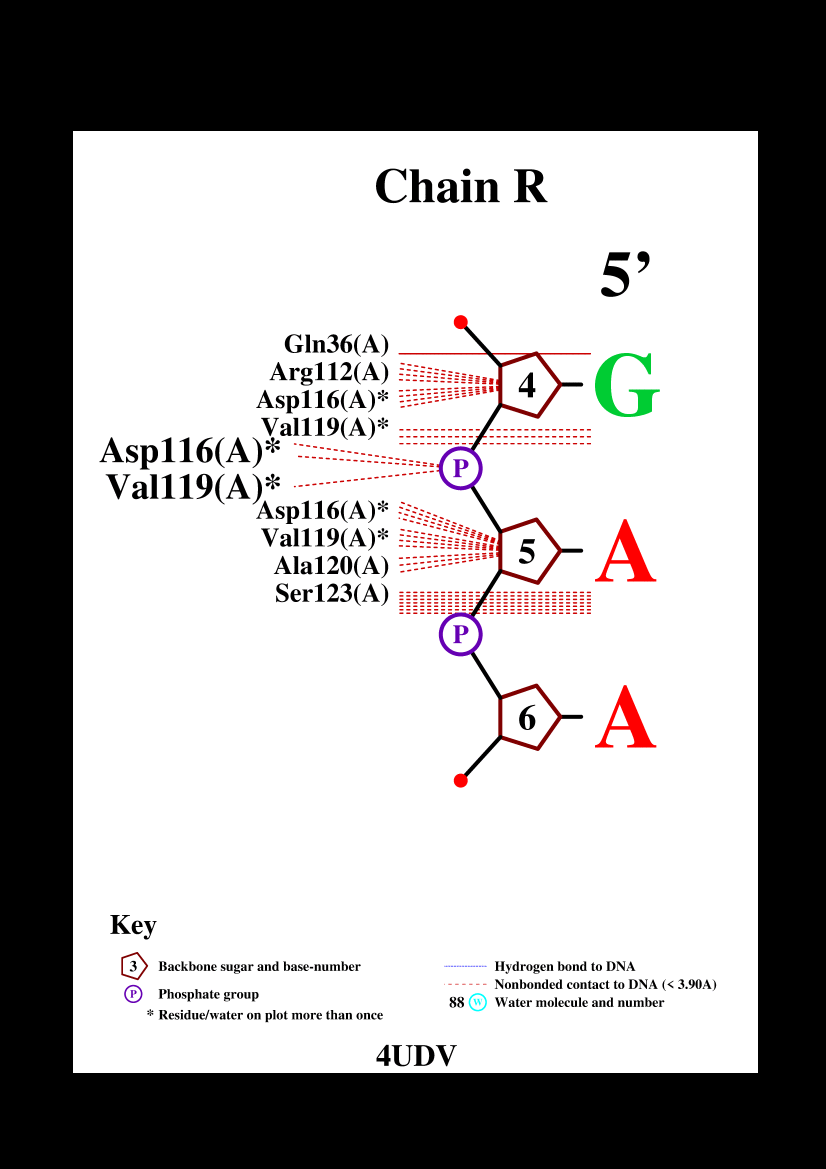 Chain R
5’
Gln36(A)
Arg112(A)
4
G
Asp116(A)*
Val119(A)*
Asp116(A)*
P
Val119(A)*
Asp116(A)*
Val119(A)*
5
A
Ala120(A)
Ser123(A)
P
6
A
Key
3 Backbone sugar and base-number
P Phosphate group
* Residue/water on plot more than once
Hydrogen bond to DNA
Nonbonded contact to DNA (< 3.90A)
88 W Water molecule and number
4UDV